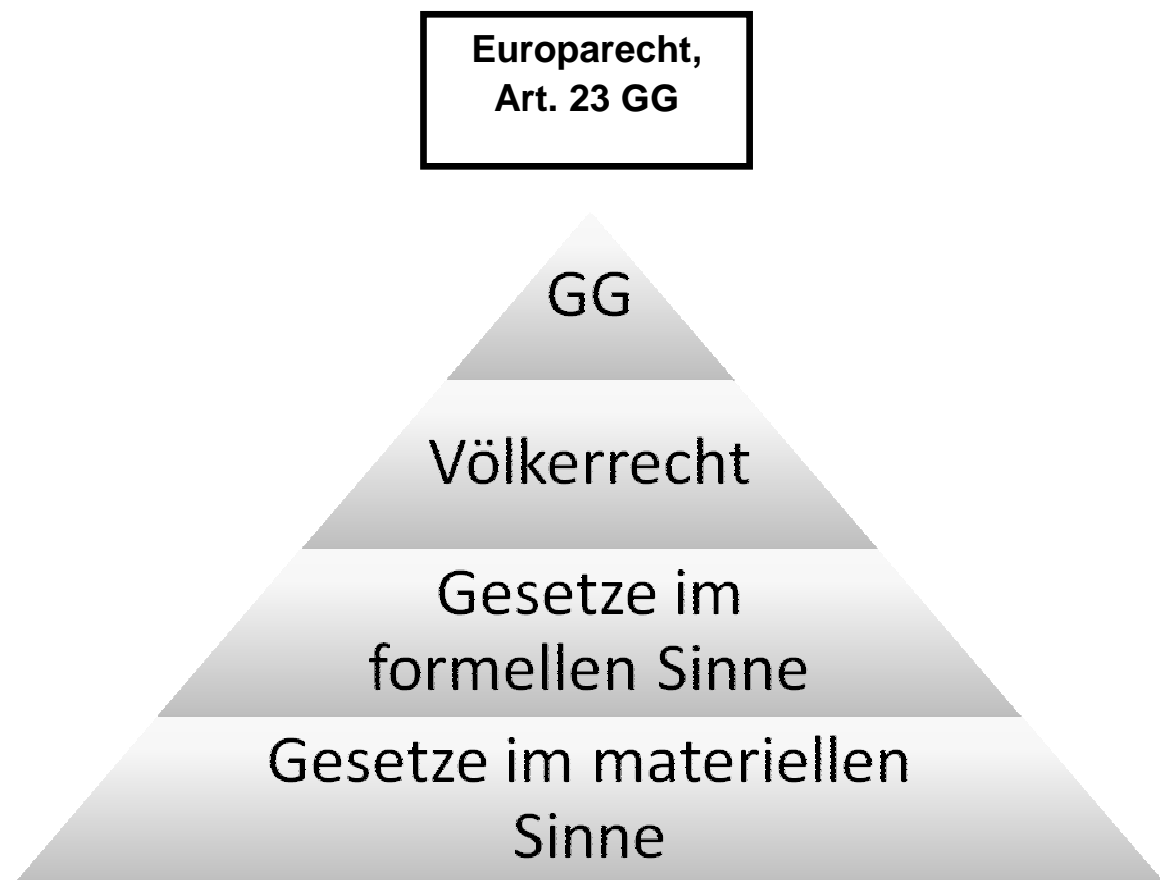 Europarecht,
Art. 23 GG
GG
Völkerrecht
Gesetze im
formellen Sinne
Gesetze im materiellen
Sinne